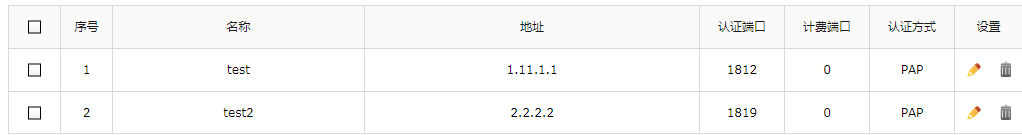 序号 名称 地址 认证端口 计费端口 认证方式 设置
1 test 1.11.1.1 1812 0 PAP
2 test2 2.2.2.2 1819 0 PAP